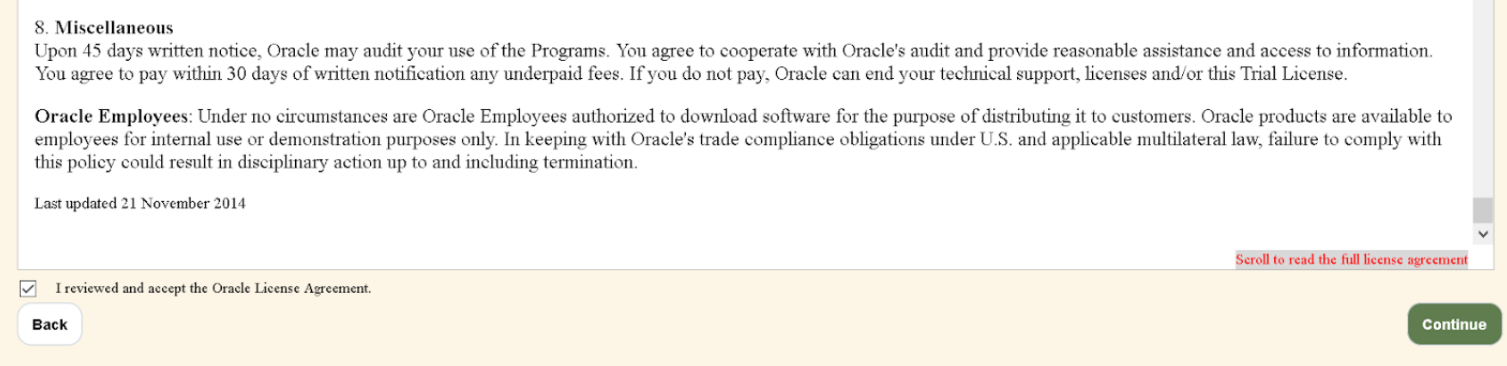 8. Miscellaneous
Upon 45 days written notice, Oracle may audit your use of the Programs. You agree to cooperate with Oracle's audit and provide reasonable assistance and access to information.
You agree to pay within 30 days of written notification any underpaid fees. If you do not pay, Oracle can end your technical support, licenses and/or this Trial License.
Oracle Employees: Under no circumstances are Oracle Employees authorized to download software for the purpose of distributing it to customers. Oracle products are available to
employees for internal use or demonstration purposes only. In keeping with Oracle's trade compliance obligations under U.S. and applicable multilateral law, failure to comply with
this policy could result in disciplinary action up to and including termination.
Last updated 21 November 2014
Scroll to read the full license agreement
I reviewed and accept the Oracle License Agreement.
Back
Continue